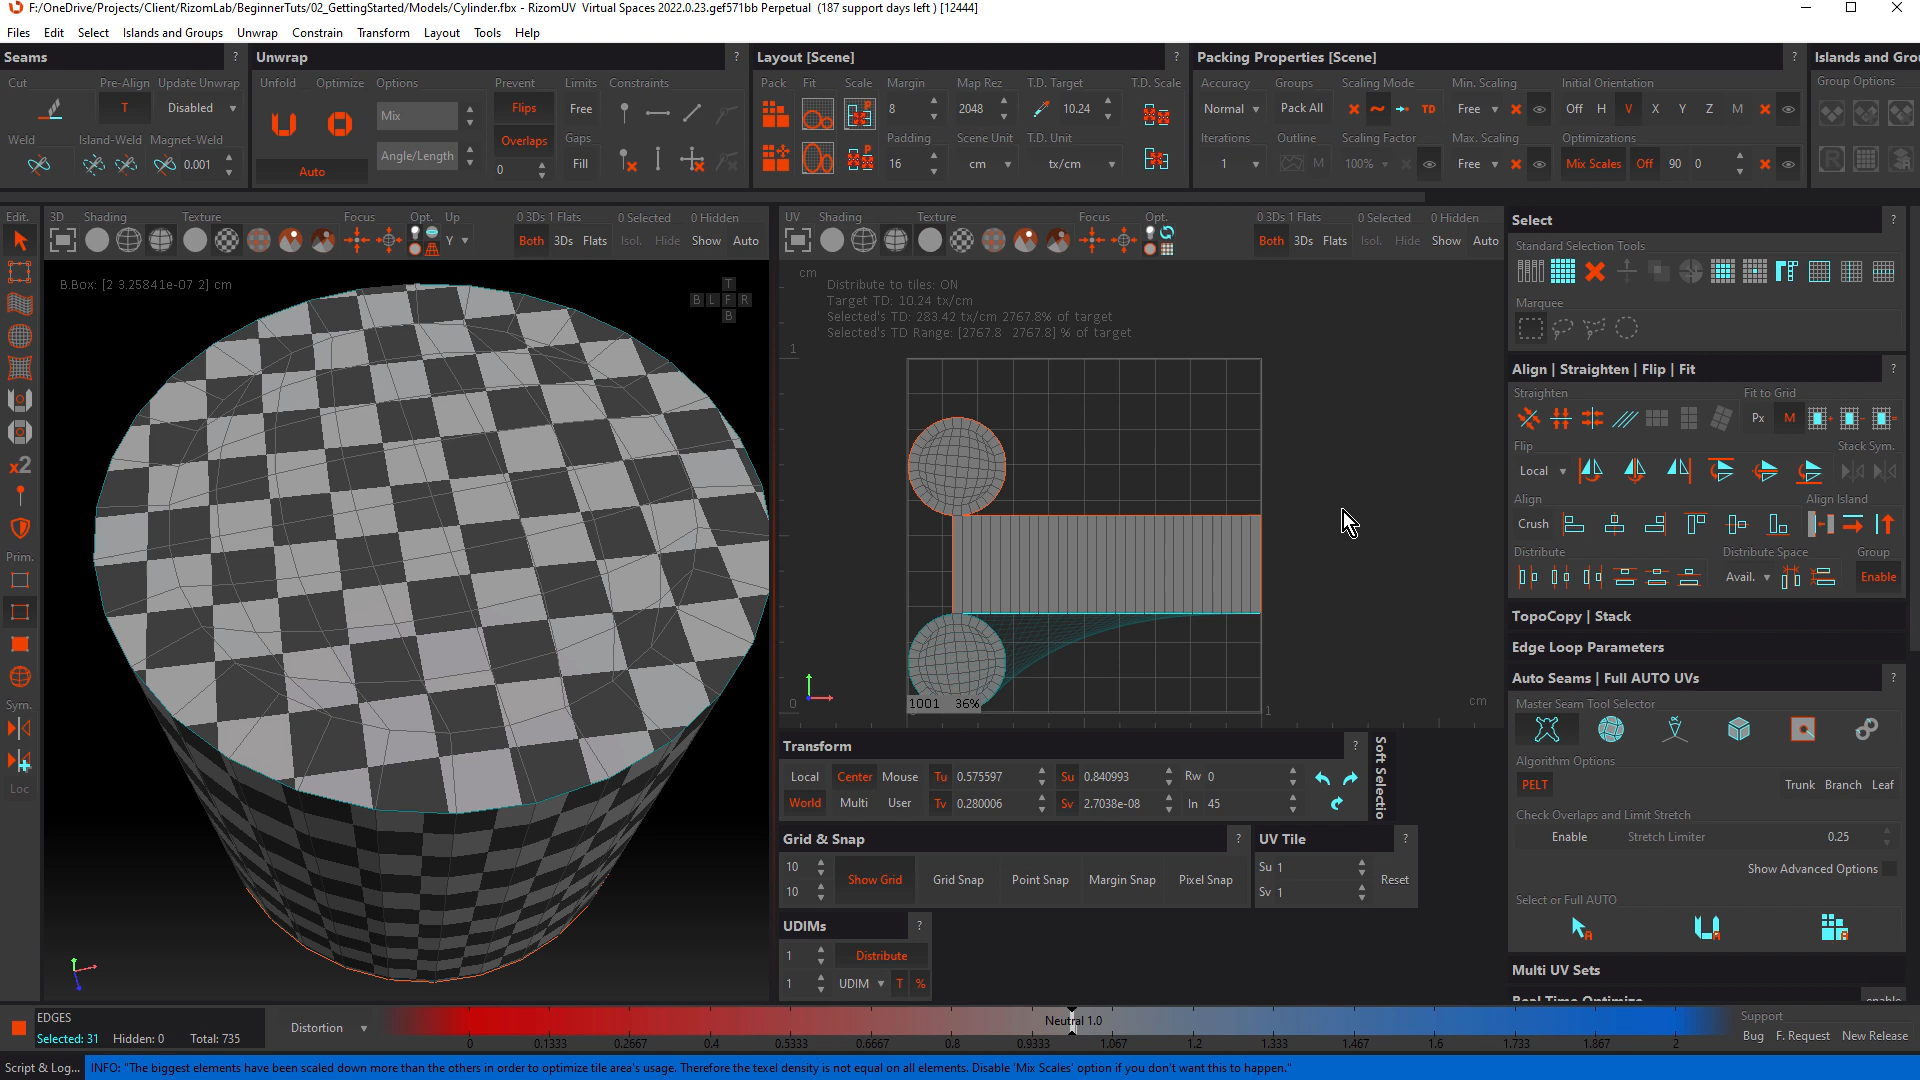 F:/OneDrive/Projects/Client/RizomLab/BeginnerTuts/02_GettingStarted/Models/Cylinder.fbx - RizomUV Virtual Spaces 2022.0.23.gef571bb Perpetual (187 support days left ) [12444]
Files Edit Select Islands and Groups Unwrap Constrain Transform Layout Tools Help
Seams ? Unwrap ? Layout [Scene] ? Packing Properties [Scene] ? Islands and Grou
Cut Pre-Align Update Unwrap Unfold Optimize Options Prevent Limits Constraints Pack Fit Scale Margin Map Rez T.D. Target T.D. Scale Accuracy Groups Scaling Mode Min. Scaling Initial Orientation Group Options
T Disabled Mix Flips Free 8 2048 10.24 Normal Pack All TD Free Off H V X Y Z M
Weld Island-Weld Magnet-Weld Angle/Length Overlaps Gaps Padding Scene Unit T.D. Unit Iterations Outline Scaling Factor Max. Scaling Optimizations
0.001 Auto 0 Fill 16 cm tx/cm 1 M 100% Free Mix Scales Off 90 0
Edit. 3D Shading Texture Focus Opt. Up 0 3Ds 1 Flats 0 Selected 0 Hidden
Y Both 3Ds Flats Isol. Hide Show Auto
UV Shading Texture Focus Opt. 0 3Ds 1 Flats 0 Selected 0 Hidden
Both 3Ds Flats Isol. Hide Show Auto
B.Box: [2 3.25841e-07 2] cm
T
B L F R
B
cm
Distribute to tiles: ON
Target TD: 10.24 tx/cm
Selected's TD: 283.42 tx/cm 2767.8% of target
Selected's TD Range: [2767.8 2767.8] % of target
1
1001 36%
0 1 cm
x2
Prim.
Sym.
Loc
Select ?
Standard Selection Tools
Marquee
Align | Straighten | Flip | Fit ?
Straighten Fit to Grid
Px M
Flip Stack Sym.
Local
Align Align Island
Crush
Distribute Distribute Space Group
Avail. Enable
TopoCopy | Stack
Edge Loop Parameters
Auto Seams | Full AUTO UVs ?
Master Seam Tool Selector
Algorithm Options
PELT Trunk Branch Leaf
Check Overlaps and Limit Stretch
Enable Stretch Limiter 0.25
Show Advanced Options
Select or Full AUTO
Multi UV Sets
Real Time Optimize enable
Transform ? Soft Selectio
Local Center Mouse Tu 0.575597 Su 0.840993 Rw 0
World Multi User Tv 0.280006 Sv 2.7038e-08 In 45
Grid & Snap ? UV Tile ?
10 Su 1
Show Grid Grid Snap Point Snap Margin Snap Pixel Snap Reset
10 Sv 1
UDIMs ?
1 Distribute
1 UDIM T %
EDGES
Selected: 31 Hidden: 0 Total: 735
Distortion
Neutral 1.0
0 0.1333 0.2667 0.4 0.5333 0.6667 0.8 0.9333 1.067 1.2 1.333 1.467 1.6 1.733 1.867 2
Support
Bug F. Request New Release
Script & Log... INFO: "The biggest elements have been scaled down more than the others in order to optimize tile area's usage. Therefore the texel density is not equal on all elements. Disable 'Mix Scales' option if you don't want this to happen."